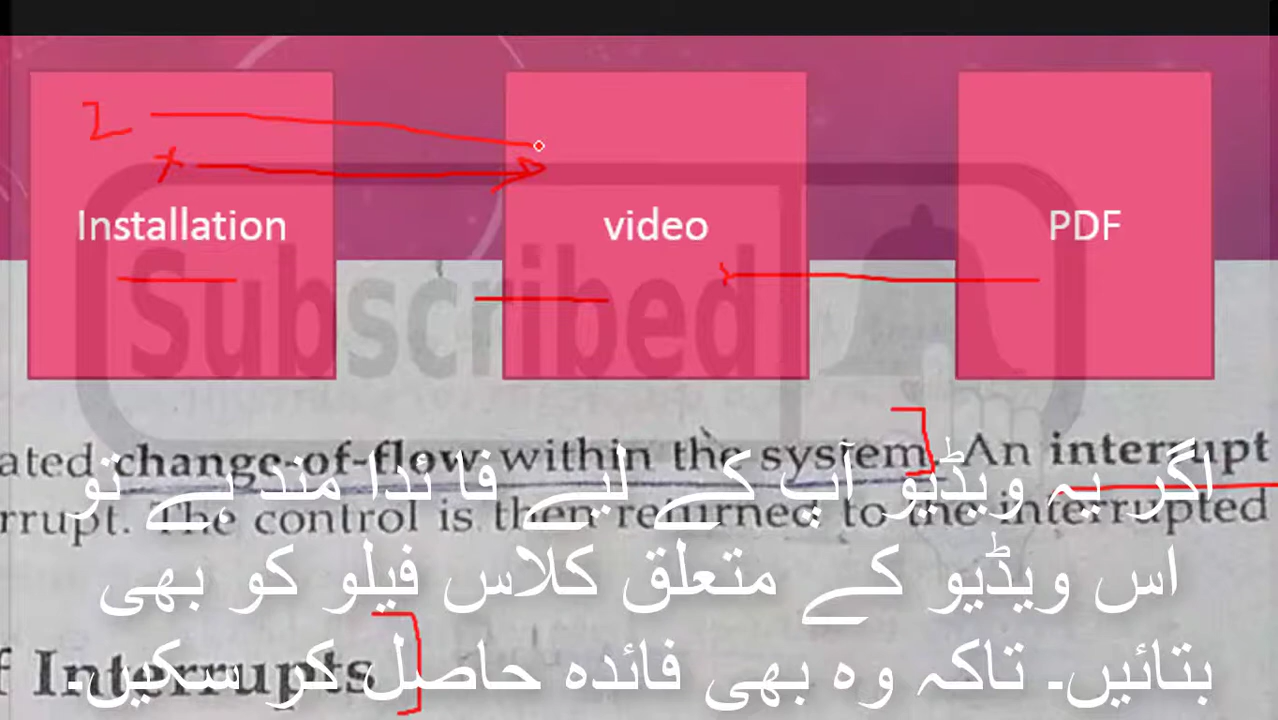 Installation video PDF
Subscribed
ated change-of-flow within the system. An interrupt
rrupt. The control is then returned to the interrupted
f Interrupts
اگر یہ ویڈیو آپ کے لیے فا ئدا مند ہے تو
اس ویڈیو کے متعلق کلاس فیلو کو بھی
بتائیں۔ تاکہ وہ بھی فائدہ حاصل کر سکیں۔